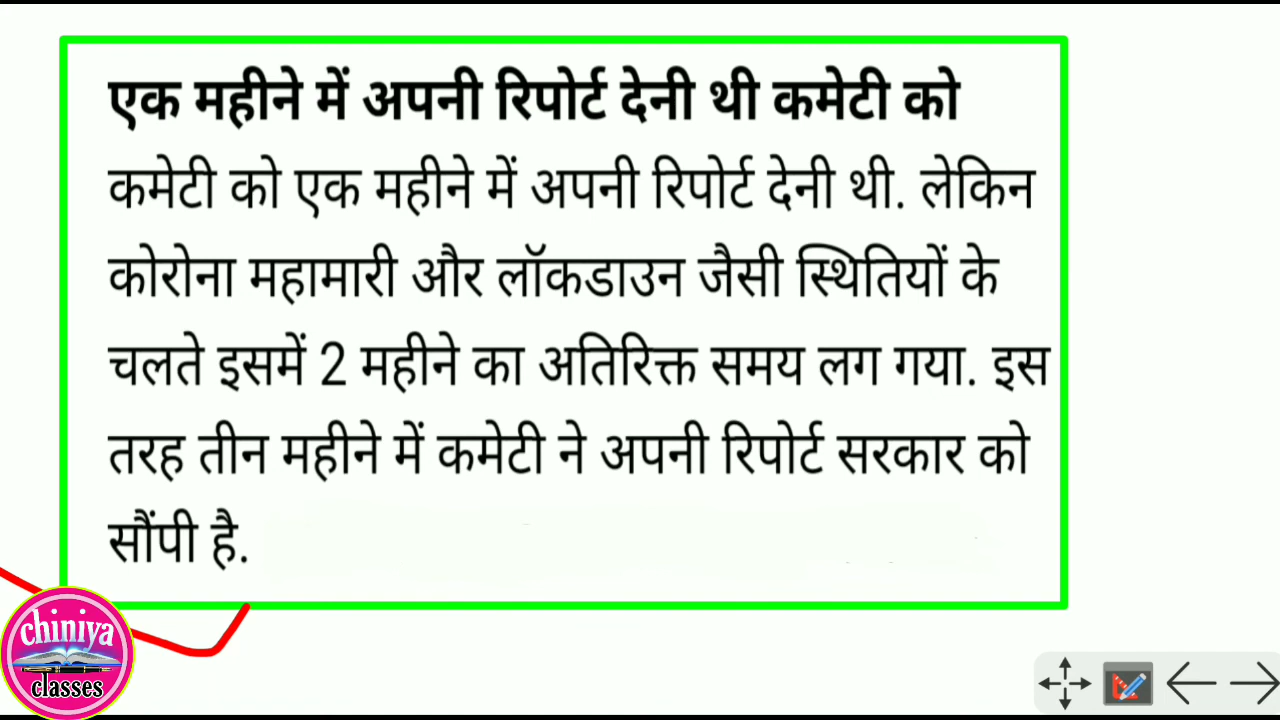 एक महीने में अपनी रिपोर्ट देनी थी कमेटी को
कमेटी को एक महीने में अपनी रिपोर्ट देनी थी. लेकिन
कोरोना महामारी और लॉकडाउन जैसी स्थितियों के
चलते इसमें 2 महीने का अतिरिक्त समय लग गया. इस
तरह तीन महीने में कमेटी ने अपनी रिपोर्ट सरकार को
सौंपी है.
chiniya
classes